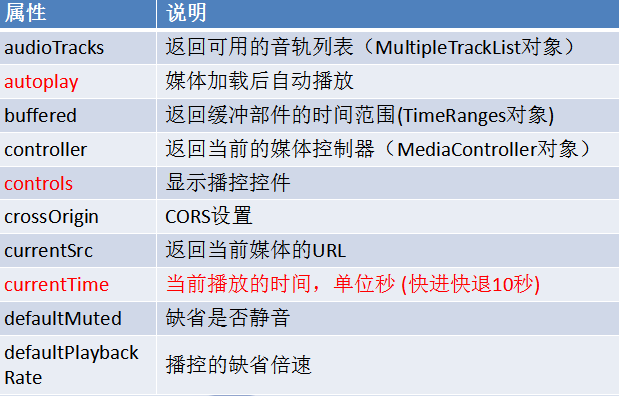 属性 说明
audioTracks 返回可用的音轨列表（MultipleTrackList对象）
autoplay 媒体加载后自动播放
buffered 返回缓冲部件的时间范围(TimeRanges对象)
controller 返回当前的媒体控制器（MediaController对象）
controls 显示播控控件
crossOrigin CORS设置
currentSrc 返回当前媒体的URL
currentTime 当前播放的时间，单位秒 (快进快退10秒)
defaultMuted 缺省是否静音
defaultPlayback
Rate 播控的缺省倍速